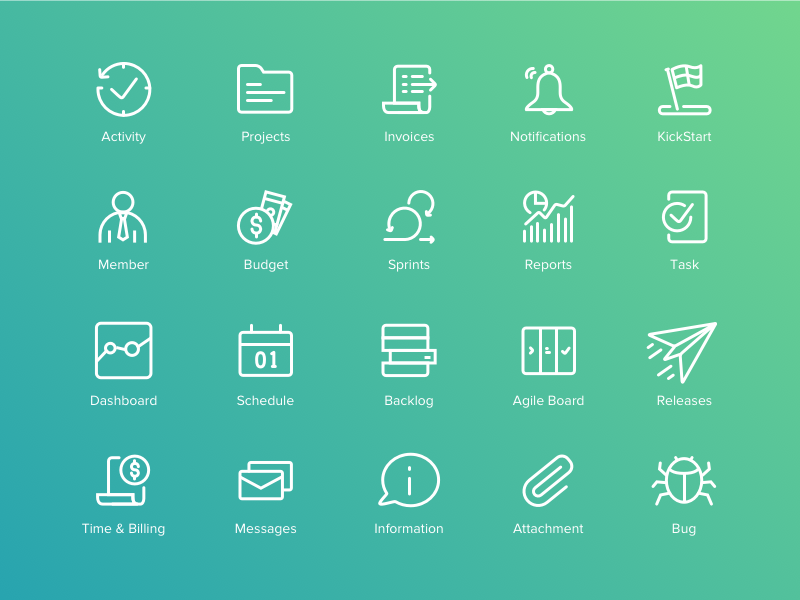 Activity
Projects
Invoices
Notifications
KickStart
$
Member
Budget
Sprints
Reports
Task
01
Dashboard
Schedule
Backlog
Agile Board
Releases
$
i
Time & Billing
Messages
Information
Attachment
Bug